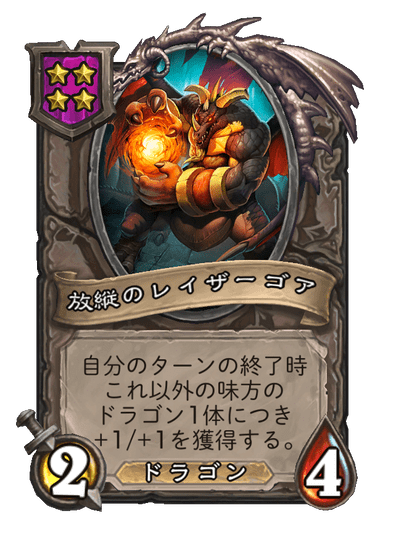 放縦のレイザーゴア
自分のターンの終了時
これ以外の味方の
ドラゴン1体につき
+1/+1を獲得する。
2
ドラゴン
4